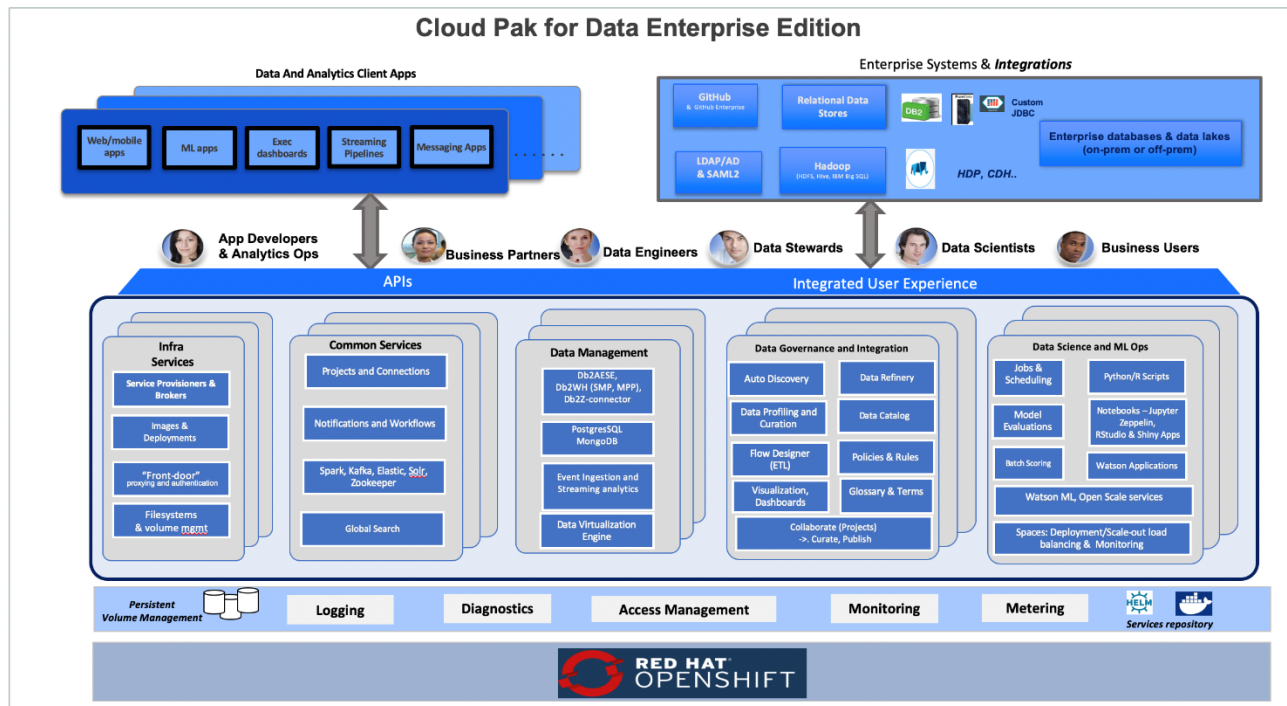 Cloud Pak for Data Enterprise Edition
Data And Analytics Client Apps
Web/mobile
apps
ML apps
Exec
dashboards
Streaming
Pipelines
Messaging Apps
......
Enterprise Systems & Integrations
GitHub
& GitHub Enterprise
Relational Data
Stores
DB2
Custom
JDBC
Enterprise databases & data lakes
(on-prem or off-prem)
LDAP/AD
& SAML2
Hadoop
(HDFS, Hive, IBM Big SQL)
HDP, CDH..
App Developers
& Analytics Ops
Business Partners
Data Engineers
Data Stewards
Data Scientists
Business Users
APIs
Integrated User Experience
Infra
Services
Service Provisioners &
Brokers
Images &
Deployments
“Front-door”
proxying and authentication
Filesystems
& volume mgmt
Common Services
Projects and Connections
Notifications and Workflows
Spark, Kafka, Elastic, Solr,
Zookeeper
Global Search
Data Management
Db2AESE,
Db2WH (SMP, MPP),
Db2Z-connector
PostgresSQL
MongoDB
Event Ingestion and
Streaming analytics
Data Virtualization
Engine
Data Governance and Integration
Auto Discovery
Data Refinery
Data Profiling and
Curation
Data Catalog
Flow Designer
(ETL)
Policies & Rules
Visualization,
Dashboards
Glossary & Terms
Collaborate (Projects)
->. Curate, Publish
Data Science and ML Ops
Jobs &
Scheduling
Python/R Scripts
Model
Evaluations
Notebooks – Jupyter
Zeppelin,
RStudio & Shiny Apps
Batch Scoring
Watson Applications
Watson ML, Open Scale services
Spaces: Deployment/Scale-out load
balancing & Monitoring
Persistent
Volume Management
Logging
Diagnostics
Access Management
Monitoring
Metering
HELM
Services repository
RED HAT
OPENSHIFT